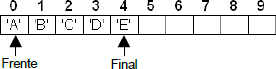 0 1 2 3 4 5 6 7 8 9
'A' 'B' 'C' 'D' 'E'
Frente Final